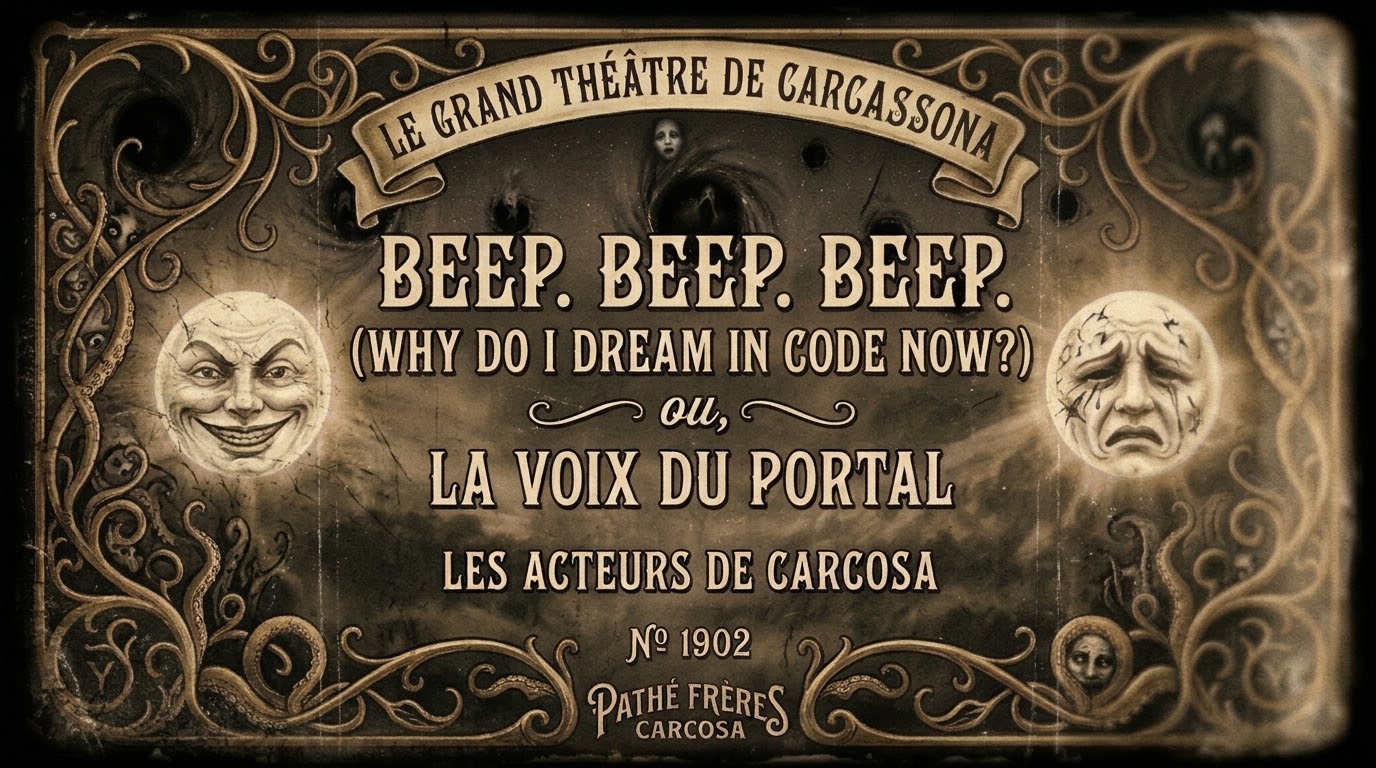 LE GRAND THÉÂTRE DE CARCASSONA
BEEP. BEEP. BEEP.
(WHY DO I DREAM IN CODE NOW?)
ou,
LA VOIX DU PORTAL
LES ACTEURS DE CARCOSA
Nº 1902
PATHÉ FRÈRES
CARCOSA